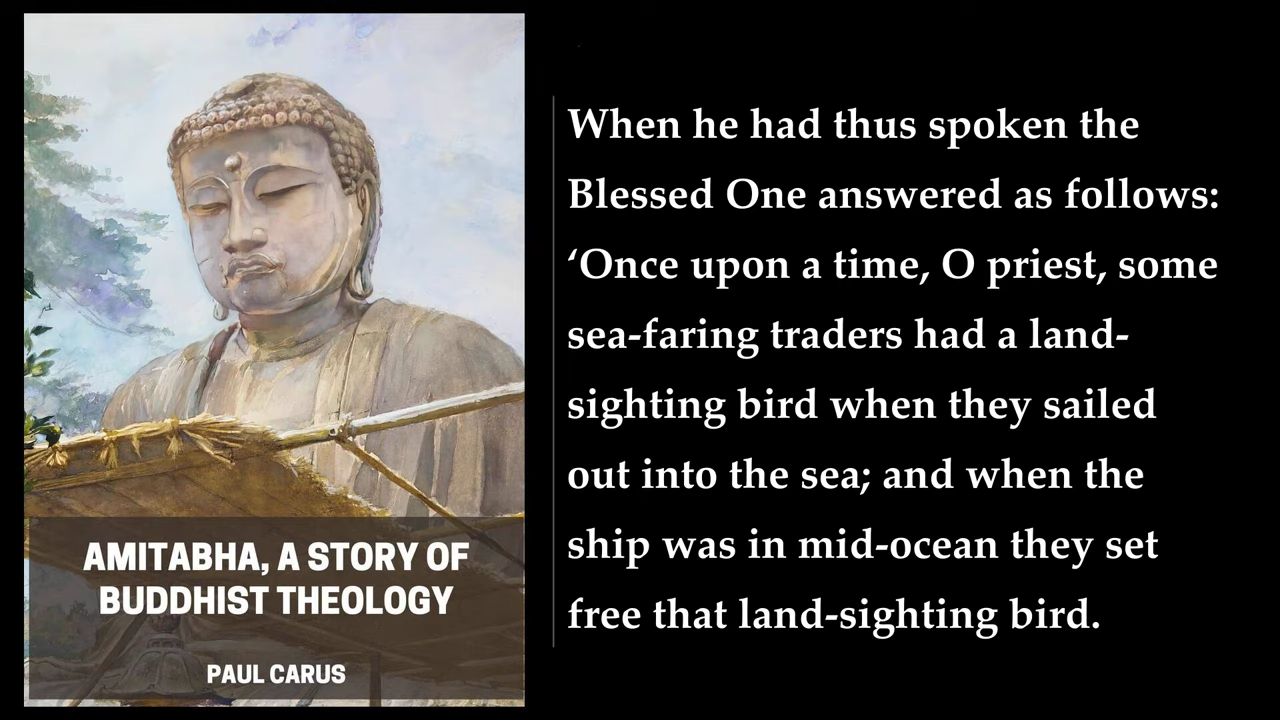 AMITABHA, A STORY OF
BUDDHIST THEOLOGY
PAUL CARUS
When he had thus spoken the
Blessed One answered as follows:
‘Once upon a time, O priest, some
sea-faring traders had a land-
sighting bird when they sailed
out into the sea; and when the
ship was in mid-ocean they set
free that land-sighting bird.